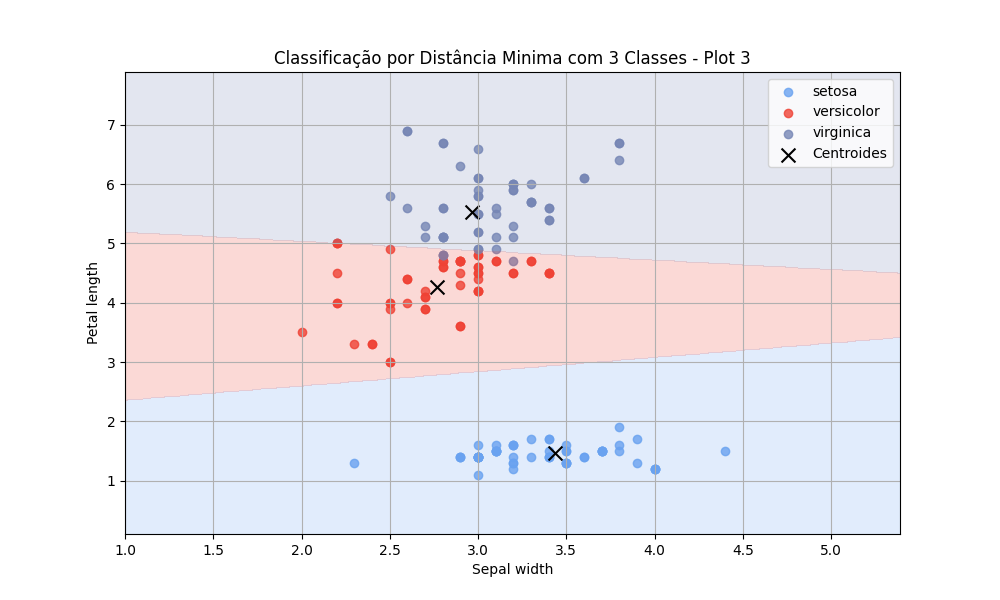 Classificação por Distância Minima com 3 Classes - Plot 3
setosa
versicolor
virginica
Centroides
Petal length
7
6
5
4
3
2
1
1.0 1.5 2.0 2.5 3.0 3.5 4.0 4.5 5.0
Sepal width